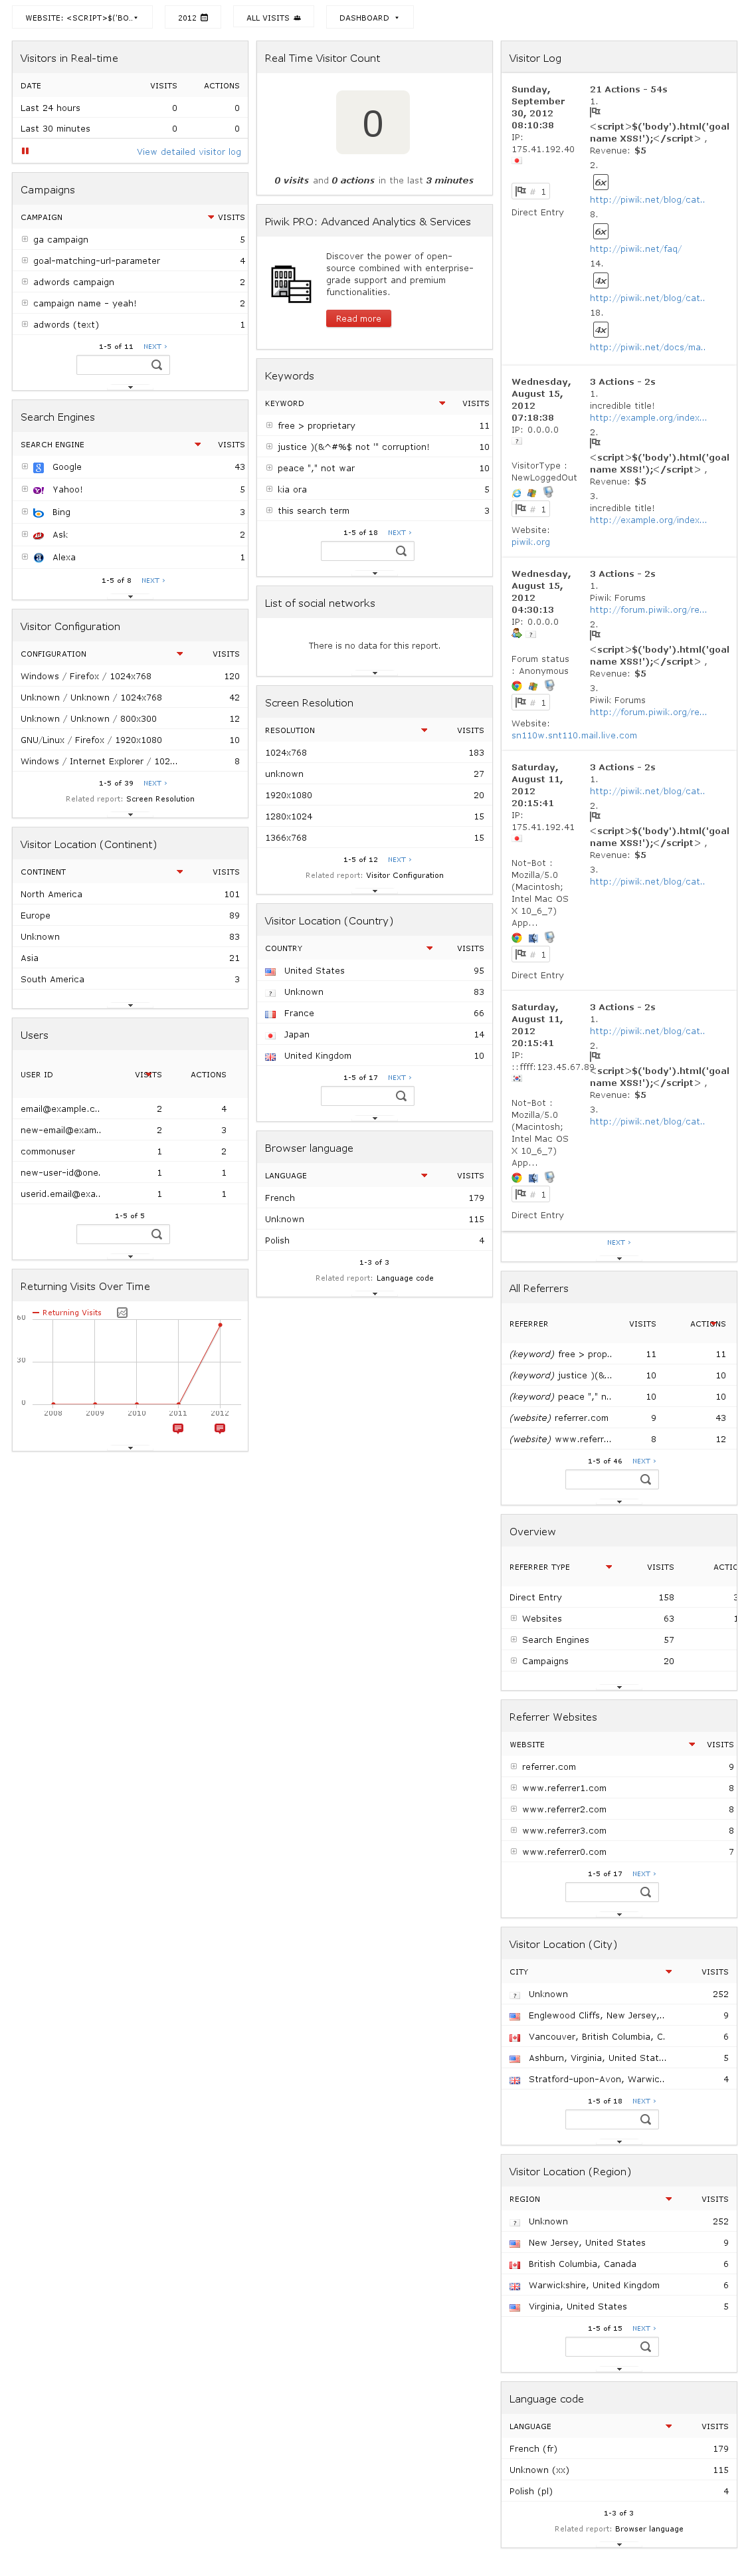 WEBSITE: <SCRIPT>$('BO..
2012
ALL VISITS
DASHBOARD
Visitors in Real-time
DATE VISITS ACTIONS
Last 24 hours 0 0
Last 30 minutes 0 0
View detailed visitor log
Campaigns
CAMPAIGN VISITS
ga campaign 5
goal-matching-url-parameter 4
adwords campaign 2
campaign name - yeah! 2
adwords (text) 1
1-5 of 11 NEXT ›
Search Engines
SEARCH ENGINE VISITS
Google 43
Yahoo! 5
Bing 3
Ask 2
Alexa 1
1-5 of 8 NEXT ›
Visitor Configuration
CONFIGURATION VISITS
Windows / Firefox / 1024x768 120
Unknown / Unknown / 1024x768 42
Unknown / Unknown / 800x300 12
GNU/Linux / Firefox / 1920x1080 10
Windows / Internet Explorer / 102... 8
1-5 of 39 NEXT ›
Related report: Screen Resolution
Visitor Location (Continent)
CONTINENT VISITS
North America 101
Europe 89
Unknown 83
Asia 21
South America 3
Users
USER ID VISITS ACTIONS
email@example.c.. 2 4
new-email@exam.. 2 3
commonuser 1 2
new-user-id@one. 1 1
userid.email@exa.. 1 1
1-5 of 5
Returning Visits Over Time
Returning Visits
60
30
0
2008 2009 2010 2011 2012
Real Time Visitor Count
0
0 visits and 0 actions in the last 3 minutes
Piwik PRO: Advanced Analytics & Services
Discover the power of open-
source combined with enterprise-
grade support and premium
functionalities.
Read more
Keywords
KEYWORD VISITS
free > proprietary 11
justice )(&^#%$ not '" corruption! 10
peace "," not war 10
kia ora 5
this search term 3
1-5 of 18 NEXT ›
List of social networks
There is no data for this report.
Screen Resolution
RESOLUTION VISITS
1024x768 183
unknown 27
1920x1080 20
1280x1024 15
1366x768 15
1-5 of 12 NEXT ›
Related report: Visitor Configuration
Visitor Location (Country)
COUNTRY VISITS
United States 95
? Unknown 83
France 66
Japan 14
United Kingdom 10
1-5 of 17 NEXT ›
Browser language
LANGUAGE VISITS
French 179
Unknown 115
Polish 4
1-3 of 3
Related report: Language code
Visitor Log
Sunday,
September
30, 2012
08:10:38
IP:
175.41.192.40
# 1
Direct Entry
21 Actions - 54s
1.
<script>$('body').html('goal
name XSS!');</script> ,
Revenue: $5
2.
6x
http://piwik.net/blog/cat..
8.
6x
http://piwik.net/faq/
14.
4x
http://piwik.net/blog/cat..
18.
4x
http://piwik.net/docs/ma..
Wednesday,
August 15,
2012
07:18:38
IP: 0.0.0.0
?
VisitorType :
NewLoggedOut
# 1
Website:
piwik.org
3 Actions - 2s
1.
incredible title!
http://example.org/index...
2.
<script>$('body').html('goal
name XSS!');</script> ,
Revenue: $5
3.
incredible title!
http://example.org/index...
Wednesday,
August 15,
2012
04:30:13
IP: 0.0.0.0
?
Forum status
: Anonymous
# 1
Website:
sn110w.snt110.mail.live.com
3 Actions - 2s
1.
Piwik Forums
http://forum.piwik.org/re...
2.
<script>$('body').html('goal
name XSS!');</script> ,
Revenue: $5
3.
Piwik Forums
http://forum.piwik.org/re...
Saturday,
August 11,
2012
20:15:41
IP:
175.41.192.41
Not-Bot :
Mozilla/5.0
(Macintosh;
Intel Mac OS
X 10_6_7)
App...
# 1
Direct Entry
3 Actions - 2s
1.
http://piwik.net/blog/cat..
2.
<script>$('body').html('goal
name XSS!');</script> ,
Revenue: $5
3.
http://piwik.net/blog/cat..
Saturday,
August 11,
2012
20:15:41
IP:
::ffff:123.45.67.89
Not-Bot :
Mozilla/5.0
(Macintosh;
Intel Mac OS
X 10_6_7)
App...
# 1
Direct Entry
3 Actions - 2s
1.
http://piwik.net/blog/cat..
2.
<script>$('body').html('goal
name XSS!');</script> ,
Revenue: $5
3.
http://piwik.net/blog/cat..
NEXT ›
All Referrers
REFERRER VISITS ACTIONS
(keyword) free > prop.. 11 11
(keyword) justice )(&... 10 10
(keyword) peace "," n.. 10 10
(website) referrer.com 9 43
(website) www.referr... 8 12
1-5 of 46 NEXT ›
Overview
REFERRER TYPE VISITS ACTIO
Direct Entry 158
Websites 63
Search Engines 57
Campaigns 20
Referrer Websites
WEBSITE VISITS
referrer.com 9
www.referrer1.com 8
www.referrer2.com 8
www.referrer3.com 8
www.referrer0.com 7
1-5 of 17 NEXT ›
Visitor Location (City)
CITY VISITS
? Unknown 252
Englewood Cliffs, New Jersey,.. 9
Vancouver, British Columbia, C. 6
Ashburn, Virginia, United Stat... 5
Stratford-upon-Avon, Warwic.. 4
1-5 of 18 NEXT ›
Visitor Location (Region)
REGION VISITS
? Unknown 252
New Jersey, United States 9
British Columbia, Canada 6
Warwickshire, United Kingdom 6
Virginia, United States 5
1-5 of 15 NEXT ›
Language code
LANGUAGE VISITS
French (fr) 179
Unknown (xx) 115
Polish (pl) 4
1-3 of 3
Related report: Browser language